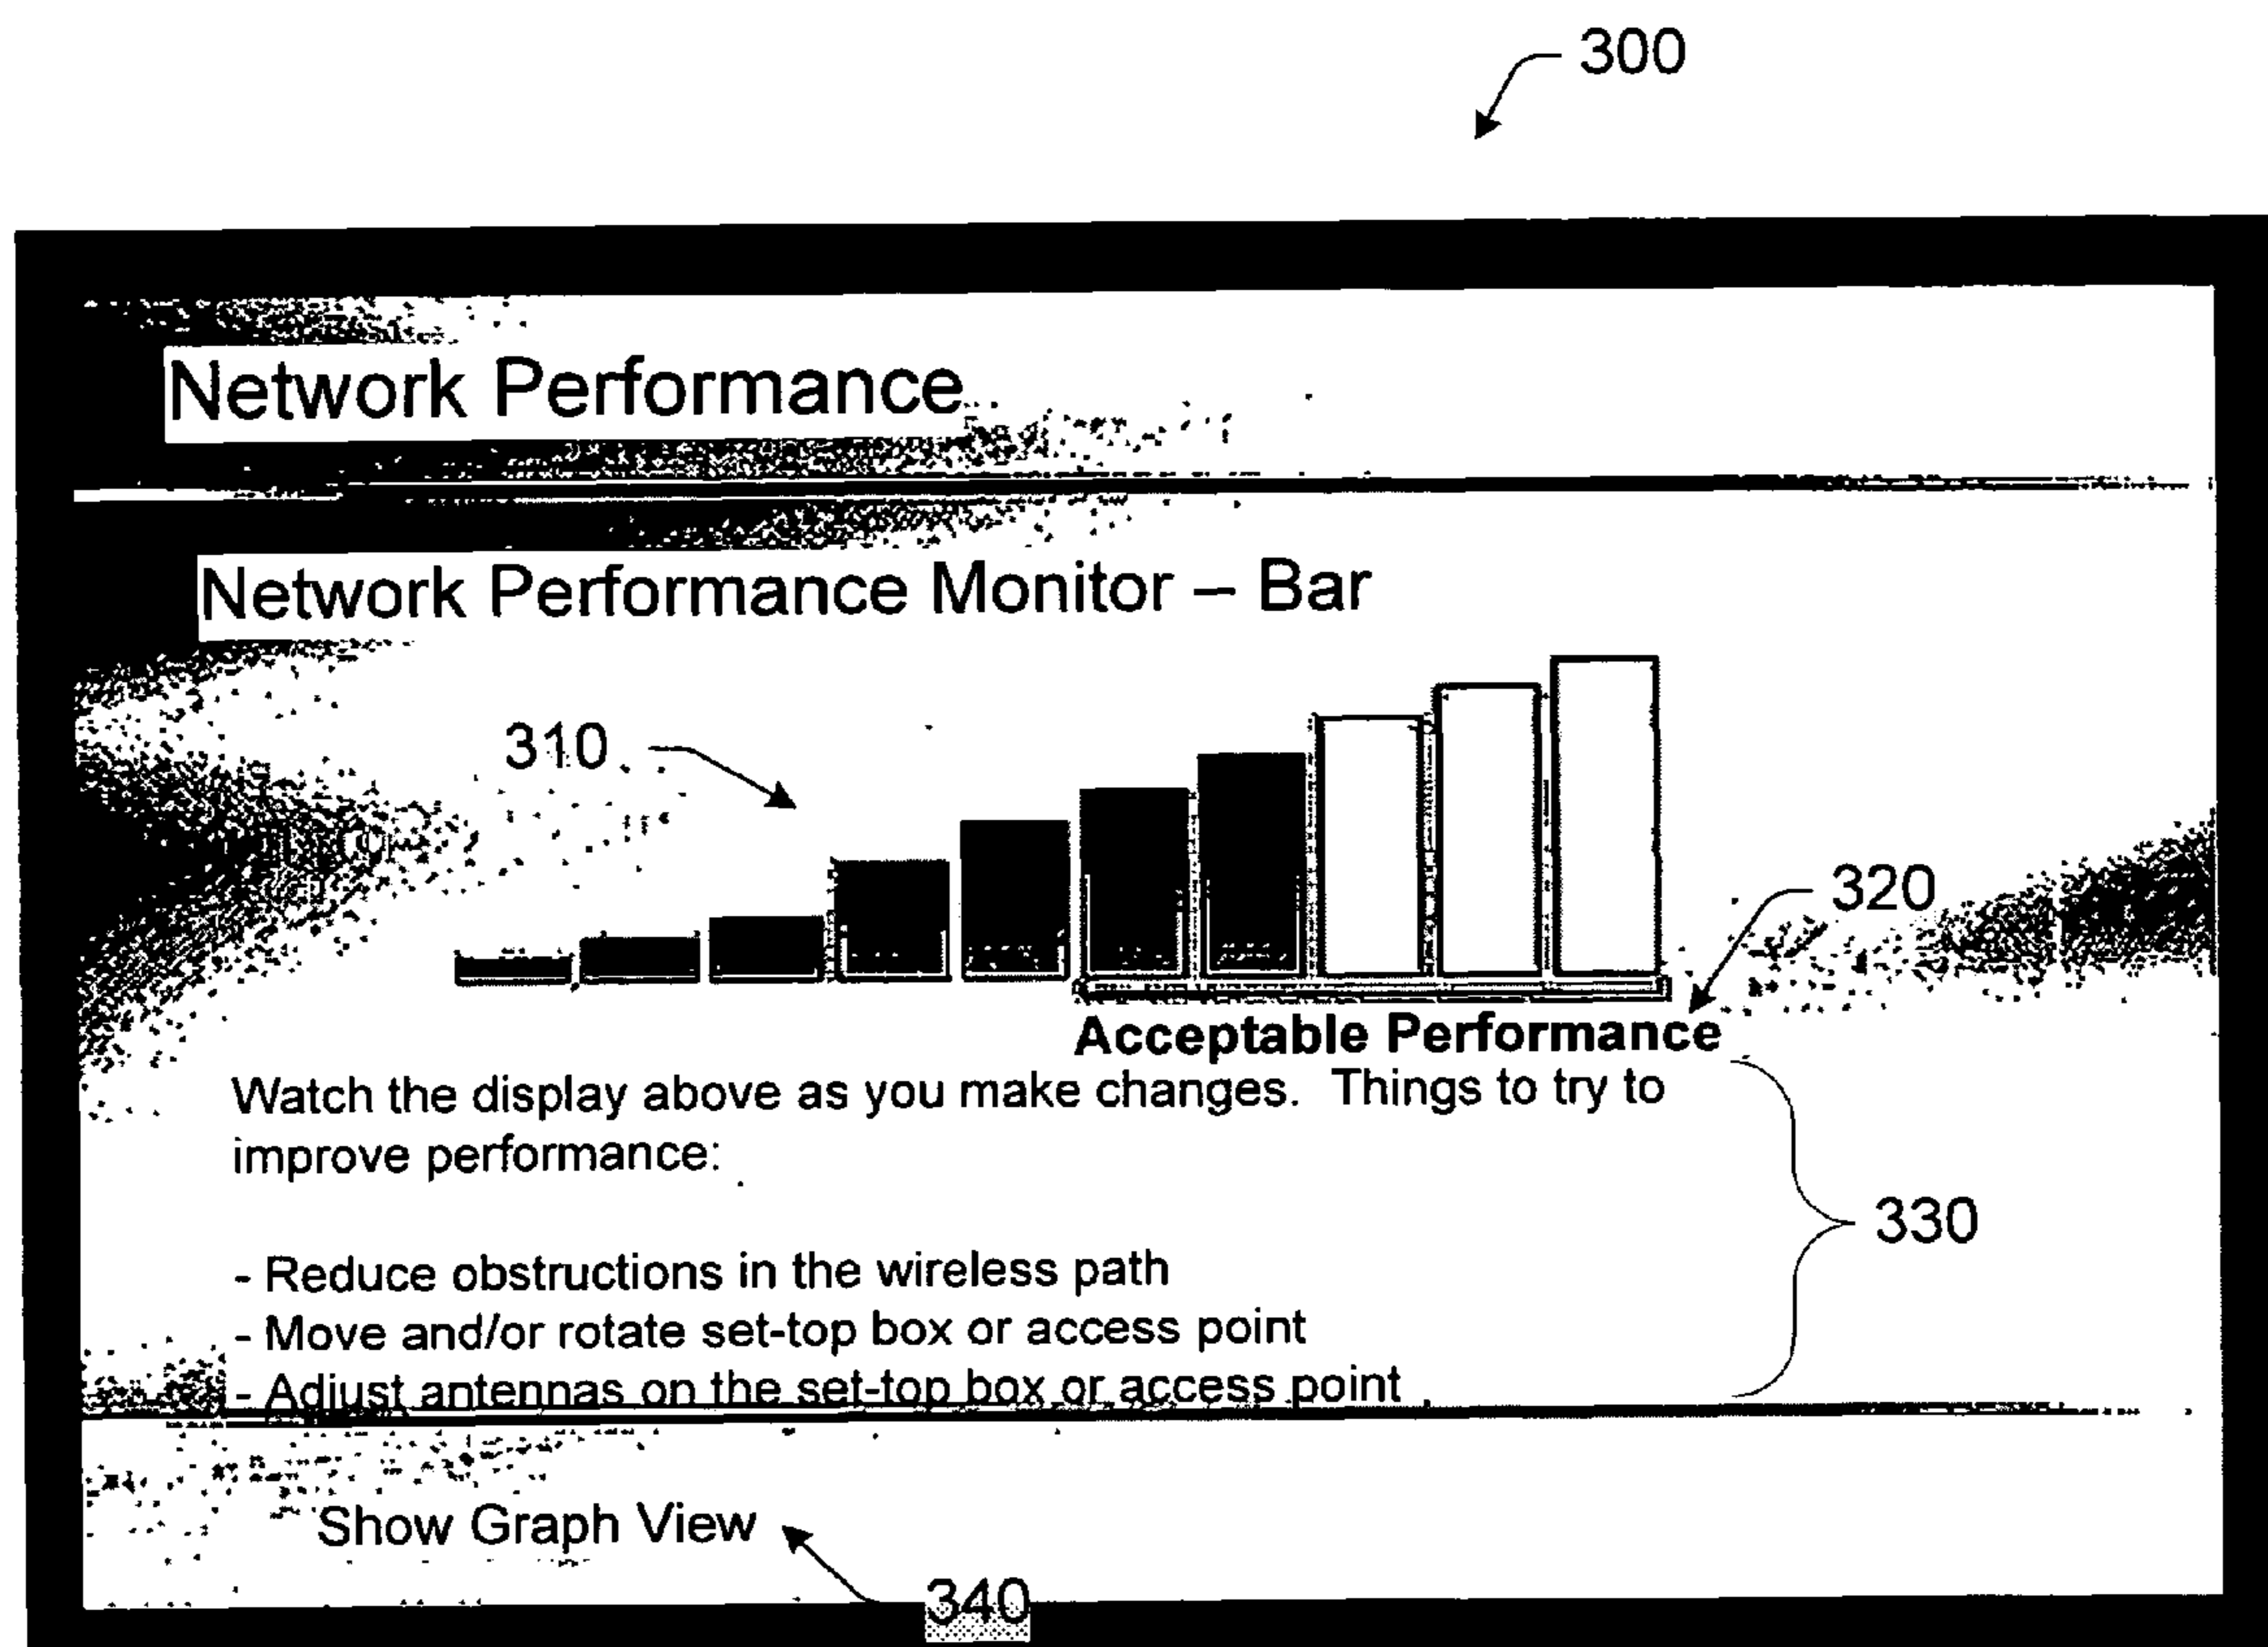 300
Network Performance
Network Performance Monitor – Bar
310
320
Acceptable Performance
Watch the display above as you make changes. Things to try to
improve performance:
330
- Reduce obstructions in the wireless path
- Move and/or rotate set-top box or access point
- Adjust antennas on the set-top box or access point
Show Graph View
340